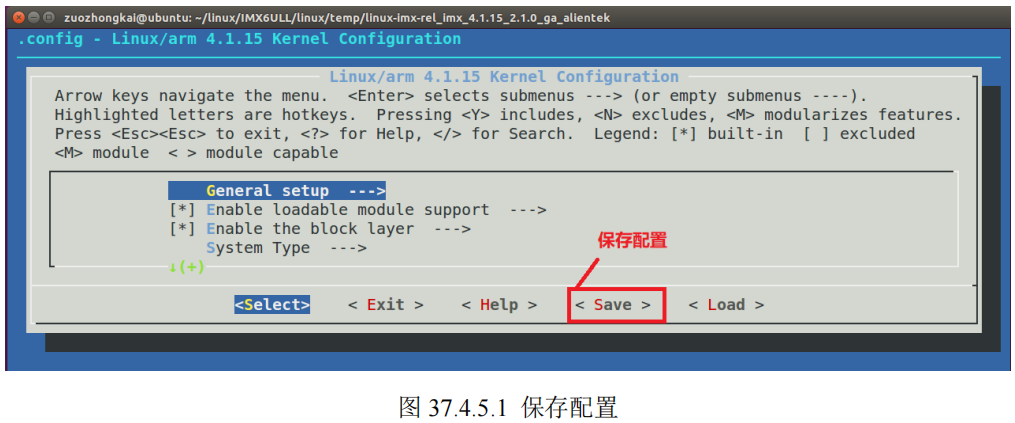 zuozhongkai@ubuntu: ~/linux/IMX6ULL/linux/temp/linux-imx-rel_imx_4.1.15_2.1.0_ga_alientek
.config - Linux/arm 4.1.15 Kernel Configuration
Linux/arm 4.1.15 Kernel Configuration
Arrow keys navigate the menu.  <Enter> selects submenus ---> (or empty submenus ----).
Highlighted letters are hotkeys.  Pressing <Y> includes, <N> excludes, <M> modularizes features.
Press <Esc><Esc> to exit, <?> for Help, </> for Search.  Legend: [*] built-in  [ ] excluded
<M> module  < > module capable
General setup  --->
[*] Enable loadable module support  --->
[*] Enable the block layer  --->
System Type  --->
保存配置
↓(+)
<Select>    < Exit >    < Help >    < Save >    < Load >
图 37.4.5.1 保存配置